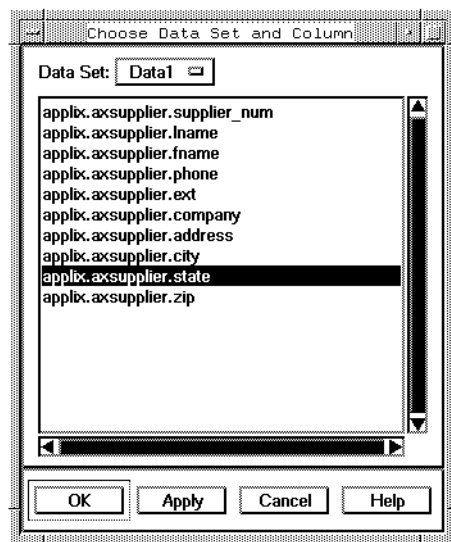 Choose Data Set and Column
Data Set: Data1
applix.axsupplier.supplier_num
applix.axsupplier.lname
applix.axsupplier.fname
applix.axsupplier.phone
applix.axsupplier.ext
applix.axsupplier.company
applix.axsupplier.address
applix.axsupplier.city
applix.axsupplier.state
applix.axsupplier.zip
OK Apply Cancel Help